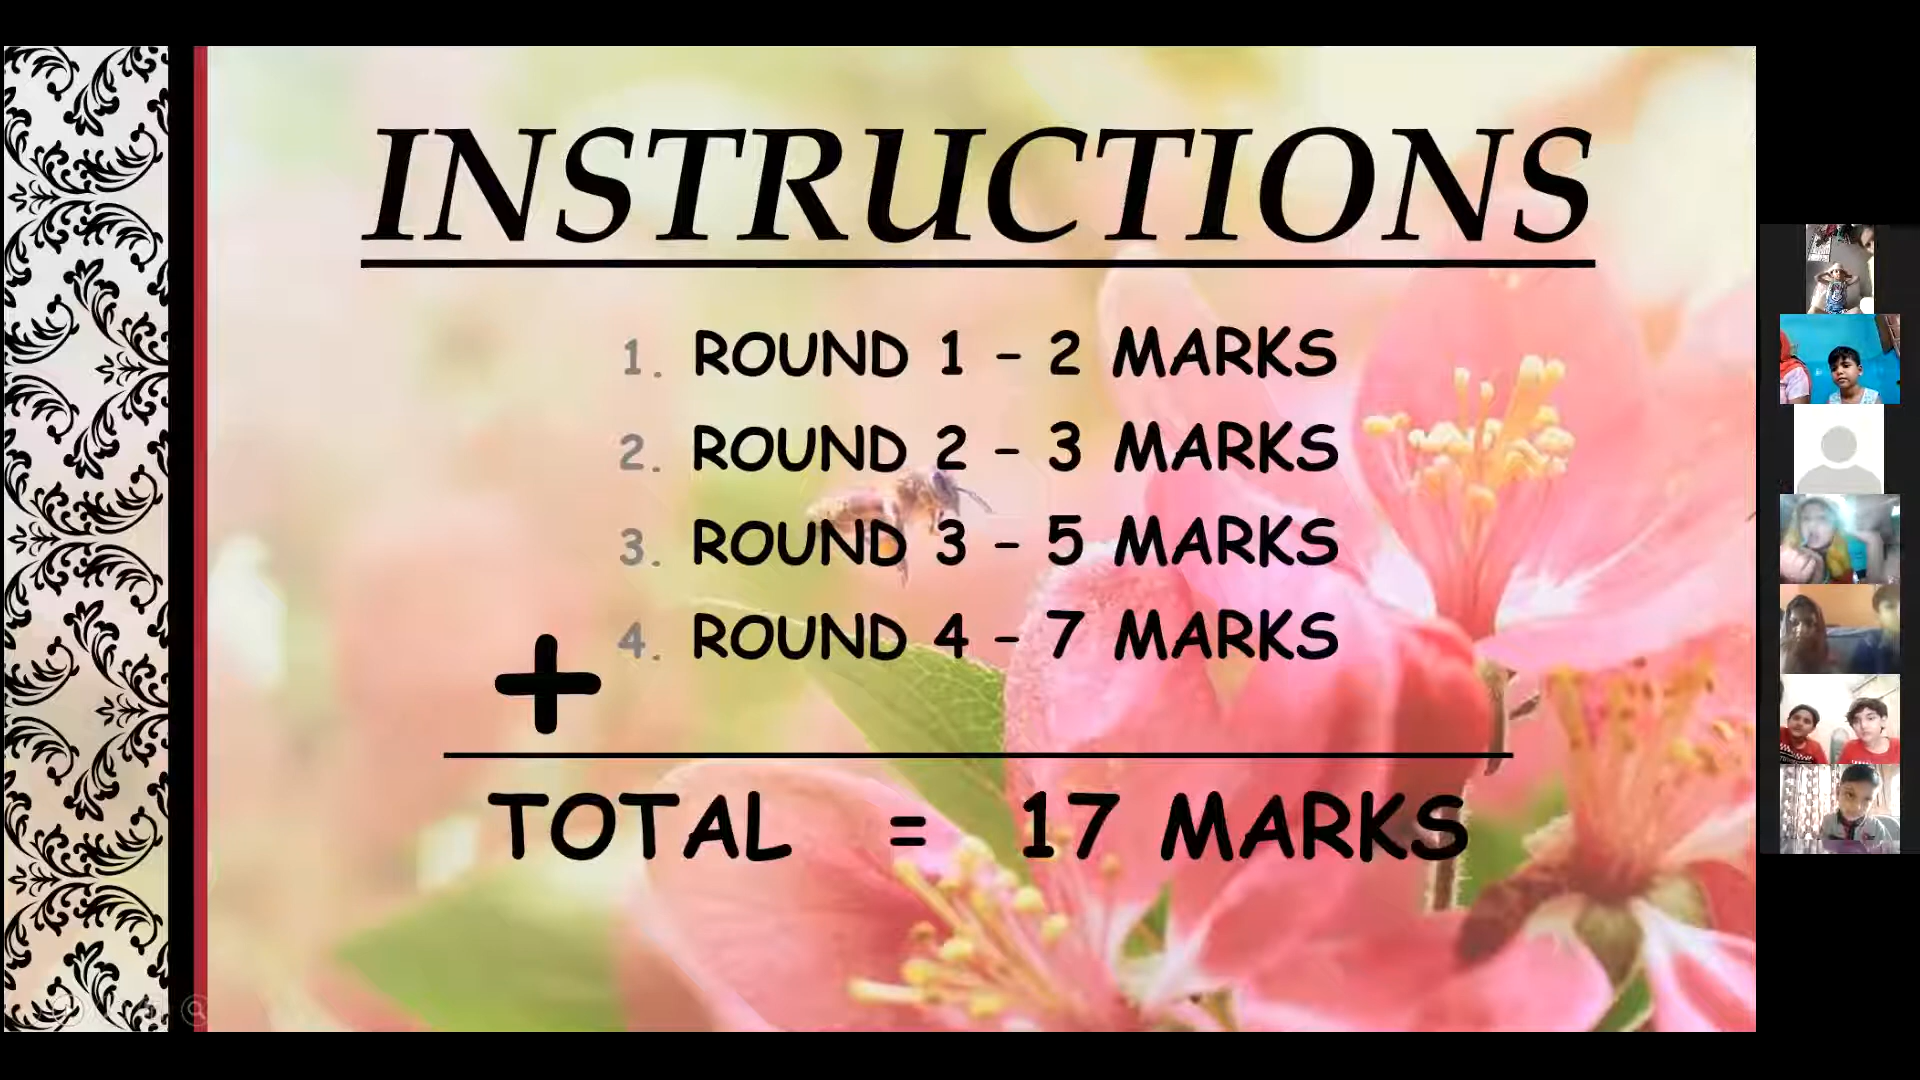 INSTRUCTIONS
1. ROUND 1 – 2 MARKS
2. ROUND 2 – 3 MARKS
3. ROUND 3 – 5 MARKS
4. ROUND 4 – 7 MARKS
+
TOTAL = 17 MARKS